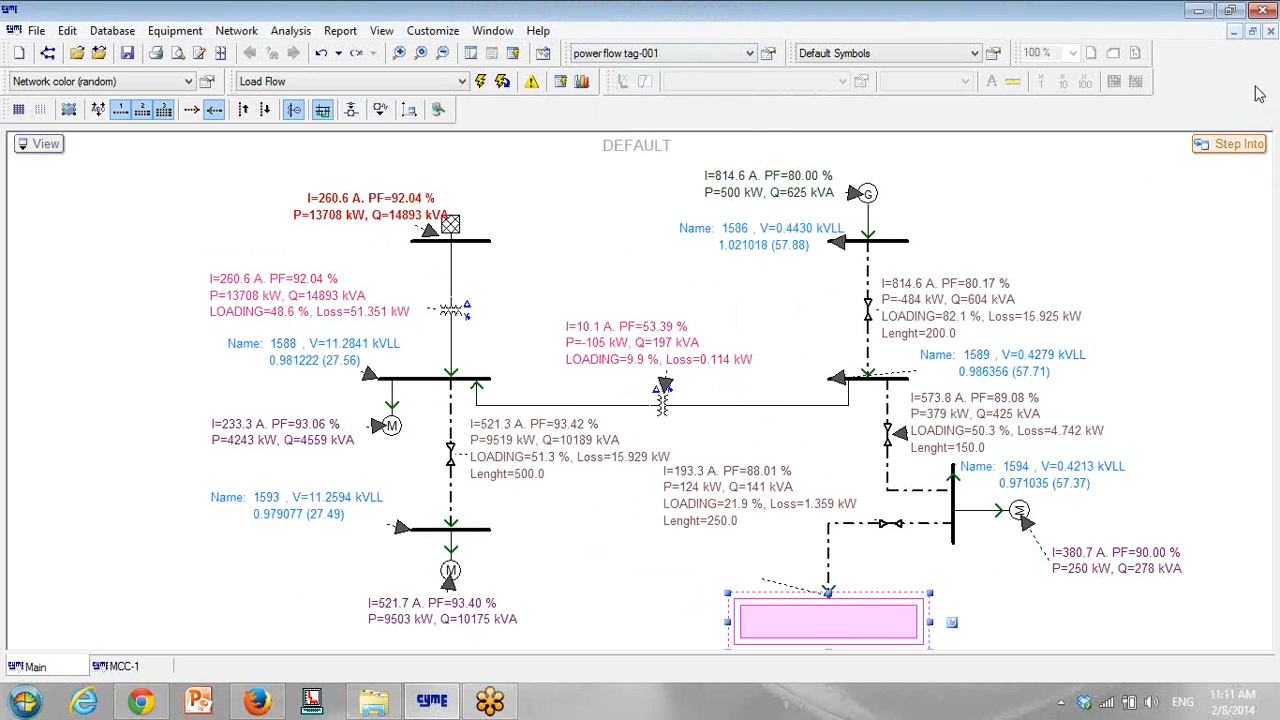 CYME
File Edit Database Equipment Network Analysis Report View Customize Window Help
power flow tag-001 Default Symbols 100 %
Network color (random) Load Flow
View DEFAULT Step Into
I=814.6 A. PF=80.00 %
P=500 kW, Q=625 kVA
I=260.6 A. PF=92.04 %
P=13708 kW, Q=14893 kVA
G
Name: 1586 , V=0.4430 kVLL
1.021018 (57.88)
I=260.6 A. PF=92.04 %
P=13708 kW, Q=14893 kVA
LOADING=48.6 %, Loss=51.351 kW
I=814.6 A. PF=80.17 %
P=-484 kW, Q=604 kVA
LOADING=82.1 %, Loss=15.925 kW
Lenght=200.0
I=10.1 A. PF=53.39 %
P=-105 kW, Q=197 kVA
LOADING=9.9 %, Loss=0.114 kW
Name: 1588 , V=11.2841 kVLL
0.981222 (27.56)
Name: 1589 , V=0.4279 kVLL
0.986356 (57.71)
I=573.8 A. PF=89.08 %
P=379 kW, Q=425 kVA
LOADING=50.3 %, Loss=4.742 kW
Lenght=150.0
I=233.3 A. PF=93.06 %
P=4243 kW, Q=4559 kVA
M
I=521.3 A. PF=93.42 %
P=9519 kW, Q=10189 kVA
LOADING=51.3 %, Loss=15.929 kW
Lenght=500.0
I=193.3 A. PF=88.01 %
P=124 kW, Q=141 kVA
LOADING=21.9 %, Loss=1.359 kW
Lenght=250.0
Name: 1594 , V=0.4213 kVLL
0.971035 (57.37)
Name: 1593 , V=11.2594 kVLL
0.979077 (27.49)
M
I=380.7 A. PF=90.00 %
P=250 kW, Q=278 kVA
M
I=521.7 A. PF=93.40 %
P=9503 kW, Q=10175 kVA
Main MCC-1
CYME ENG 11:11 AM
2/8/2014